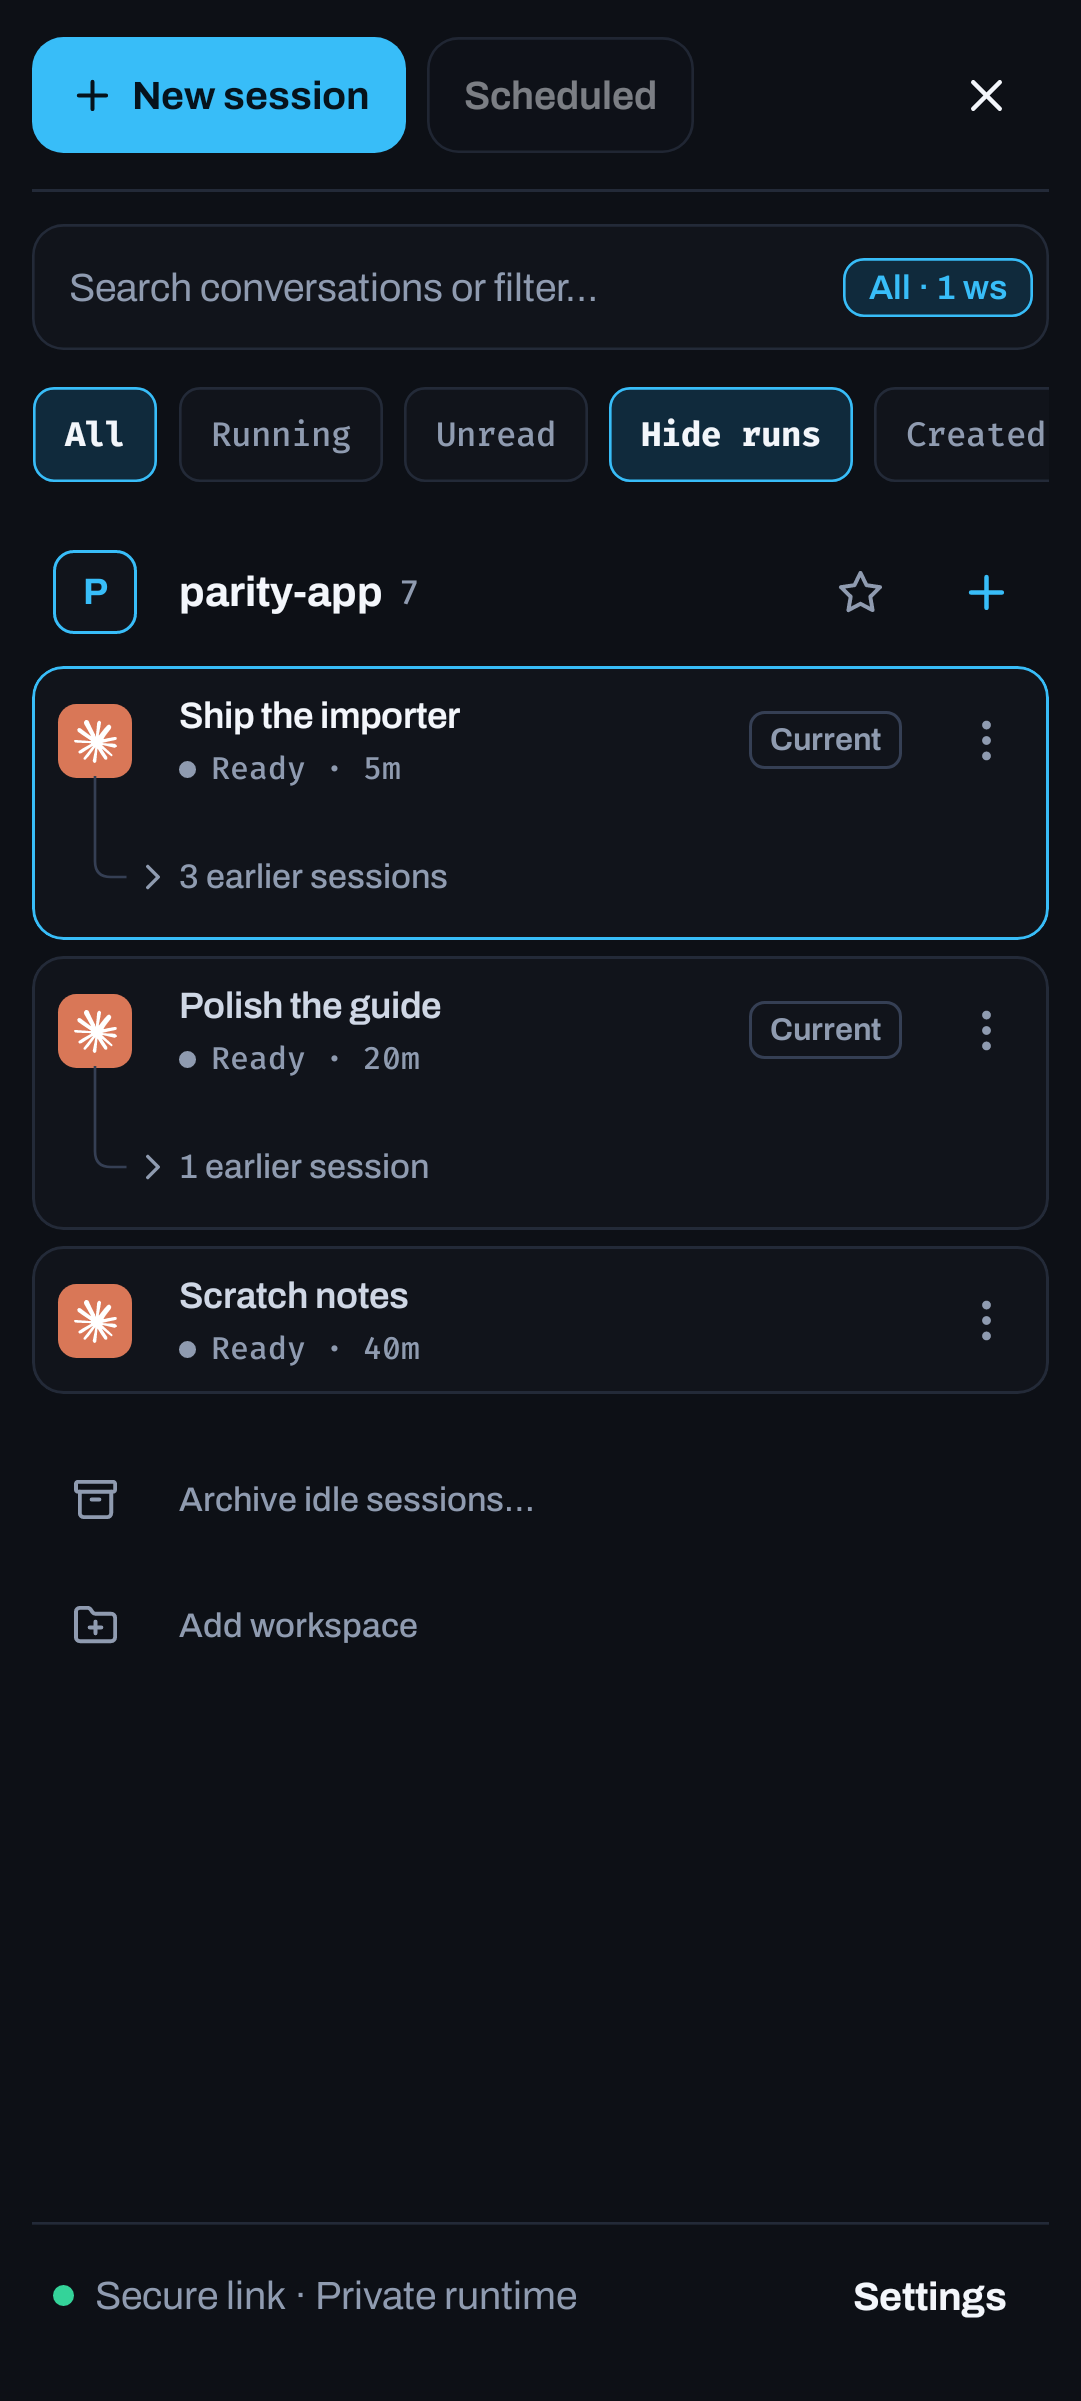 New session
Scheduled
Search conversations or filter...
All · 1 ws
All
Running
Unread
Hide runs
Created
P
parity-app 7
Ship the importer
Ready · 5m
Current
3 earlier sessions
Polish the guide
Ready · 20m
Current
1 earlier session
Scratch notes
Ready · 40m
Archive idle sessions...
Add workspace
Secure link · Private runtime
Settings